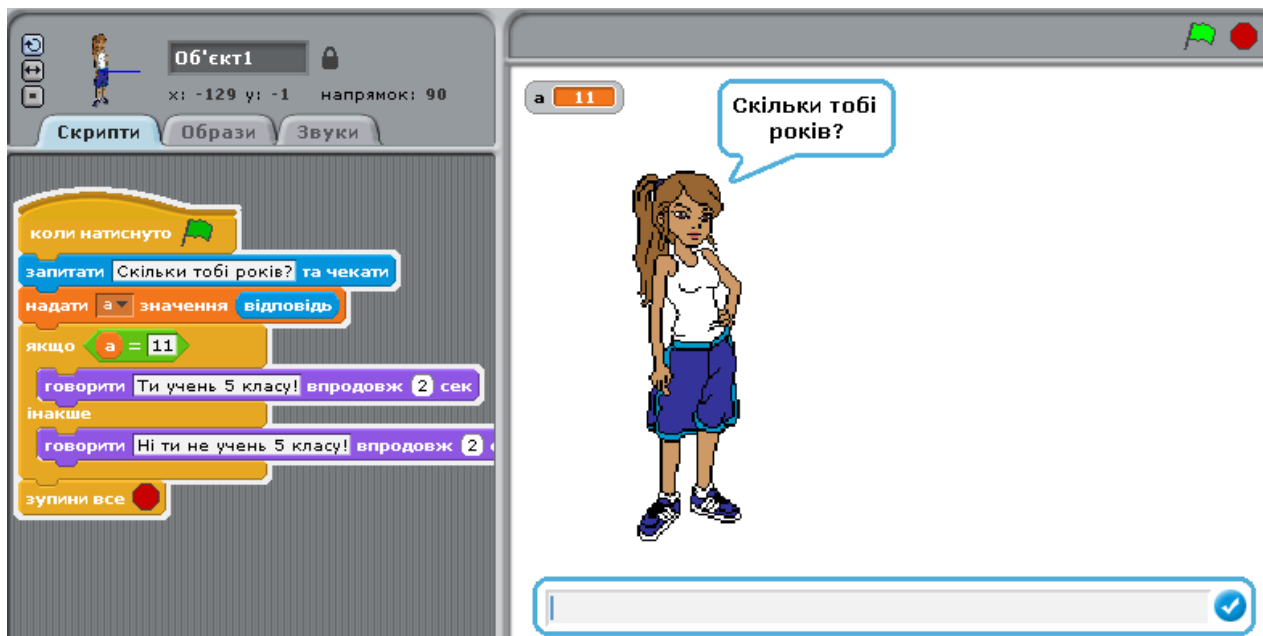 Об'єкт1
x: -129 y: -1 напрямок: 90
Скрипти Образи Звуки
коли натиснуто
запитати Скільки тобі років? та чекати
надати a значення відповідь
якщо a = 11
говорити Ти учень 5 класу! впродовж 2 сек
інакше
говорити Ні ти не учень 5 класу! впродовж 2 с
зупини все
a 11
Скільки тобі
років?